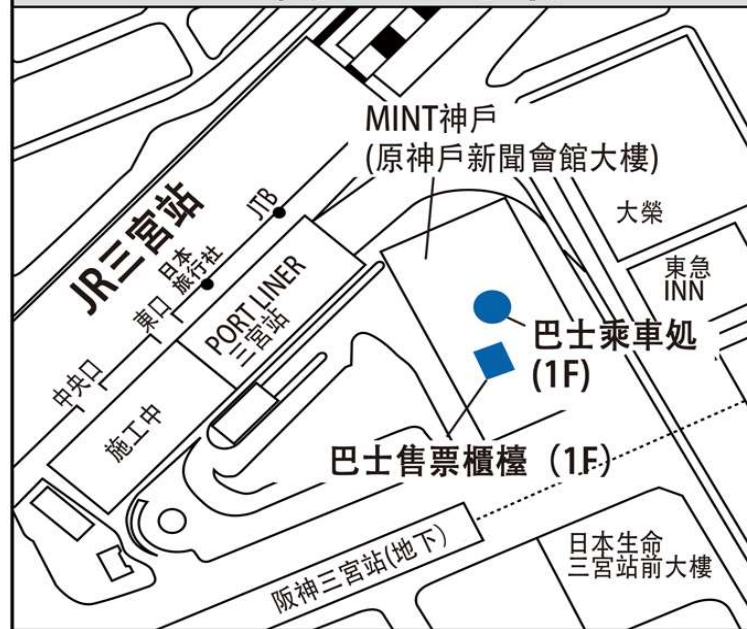 MINT神戶
(原神戶新聞會館大樓)
JR三宮站
JTB
日本
旅行社
東口
中央口
PORT LINER
三宮站
施工中
大榮
東急
INN
巴士乘車処
(1F)
巴士售票櫃檯（1F）
阪神三宮站(地下)
日本生命
三宮站前大樓